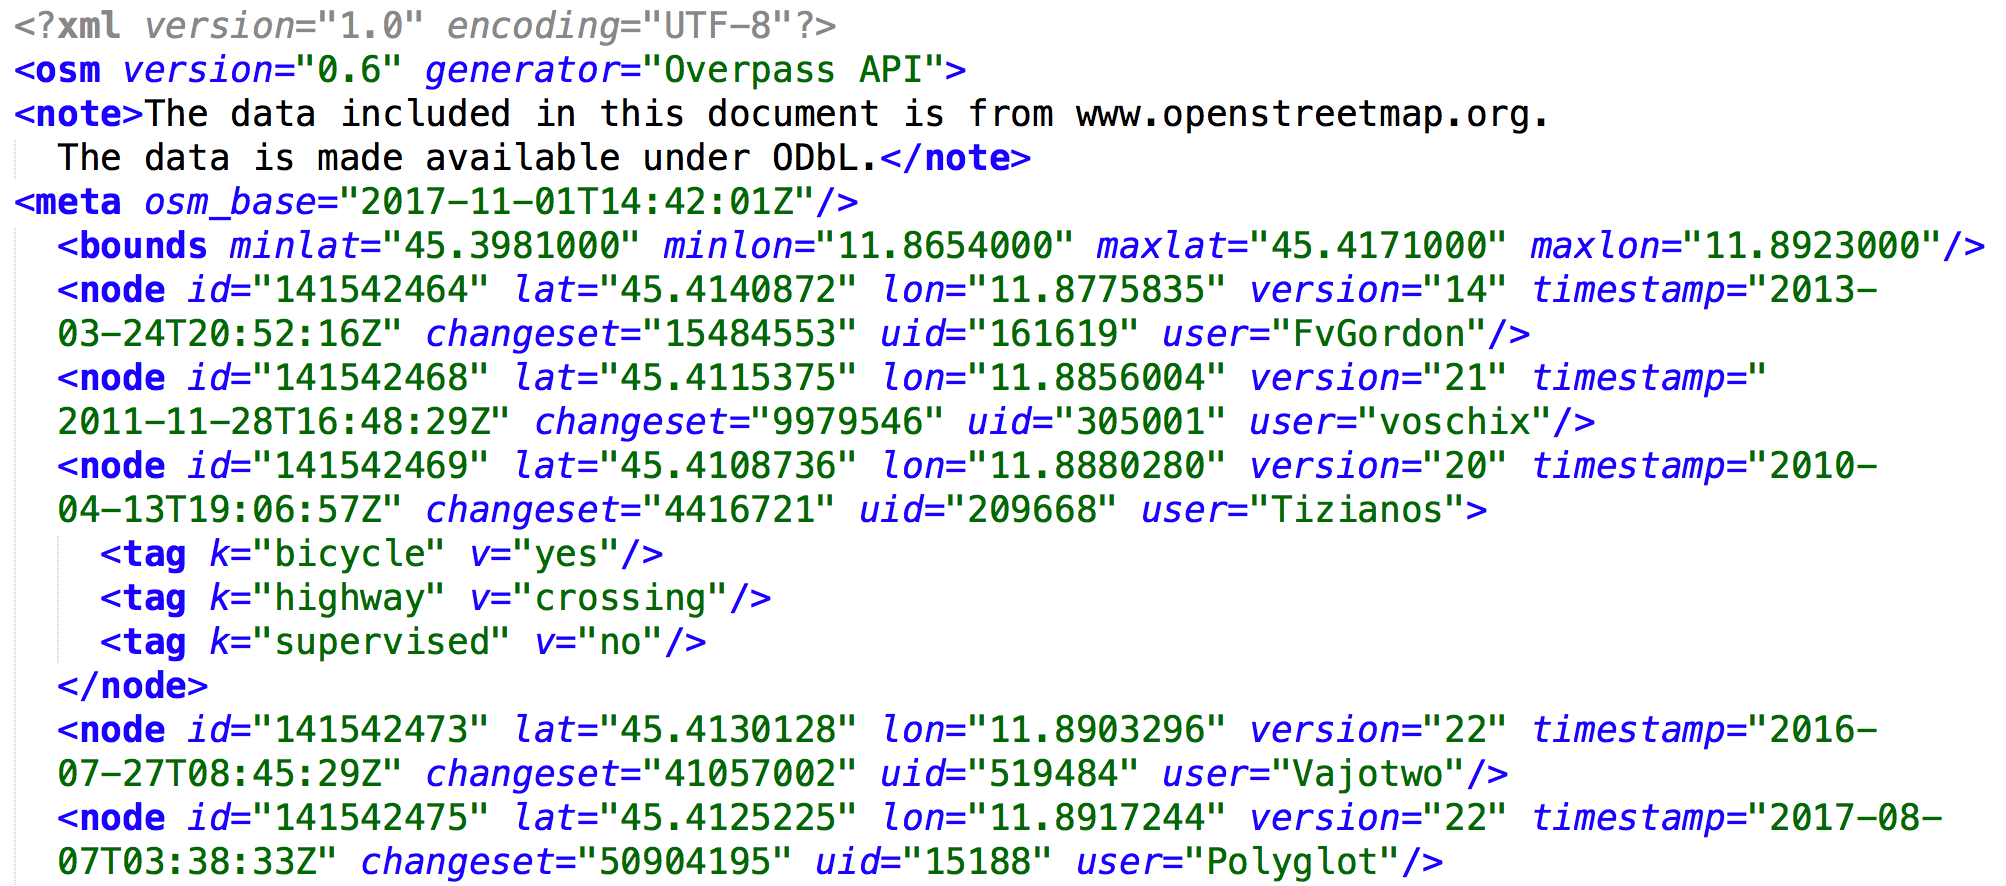 <?xml version="1.0" encoding="UTF-8"?>
<osm version="0.6" generator="Overpass API">
<note>The data included in this document is from www.openstreetmap.org.
The data is made available under ODbL.</note>
<meta osm_base="2017-11-01T14:42:01Z"/>
<bounds minlat="45.3981000" minlon="11.8654000" maxlat="45.4171000" maxlon="11.8923000"/>
<node id="141542464" lat="45.4140872" lon="11.8775835" version="14" timestamp="2013-
03-24T20:52:16Z" changeset="15484553" uid="161619" user="FvGordon"/>
<node id="141542468" lat="45.4115375" lon="11.8856004" version="21" timestamp="
2011-11-28T16:48:29Z" changeset="9979546" uid="305001" user="voschix"/>
<node id="141542469" lat="45.4108736" lon="11.8880280" version="20" timestamp="2010-
04-13T19:06:57Z" changeset="4416721" uid="209668" user="Tizianos">
<tag k="bicycle" v="yes"/>
<tag k="highway" v="crossing"/>
<tag k="supervised" v="no"/>
</node>
<node id="141542473" lat="45.4130128" lon="11.8903296" version="22" timestamp="2016-
07-27T08:45:29Z" changeset="41057002" uid="519484" user="Vajotwo"/>
<node id="141542475" lat="45.4125225" lon="11.8917244" version="22" timestamp="2017-08-
07T03:38:33Z" changeset="50904195" uid="15188" user="Polyglot"/>